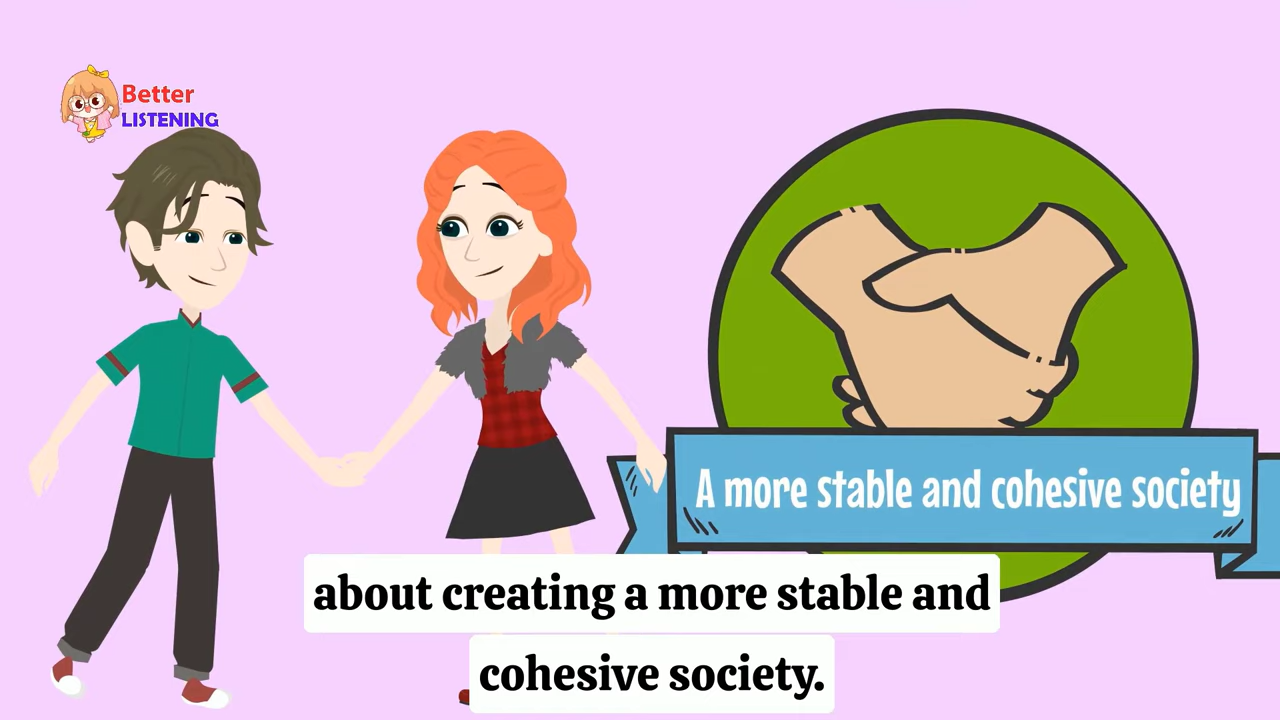 Better
LISTENING
A more stable and cohesive society
about creating a more stable and
cohesive society.